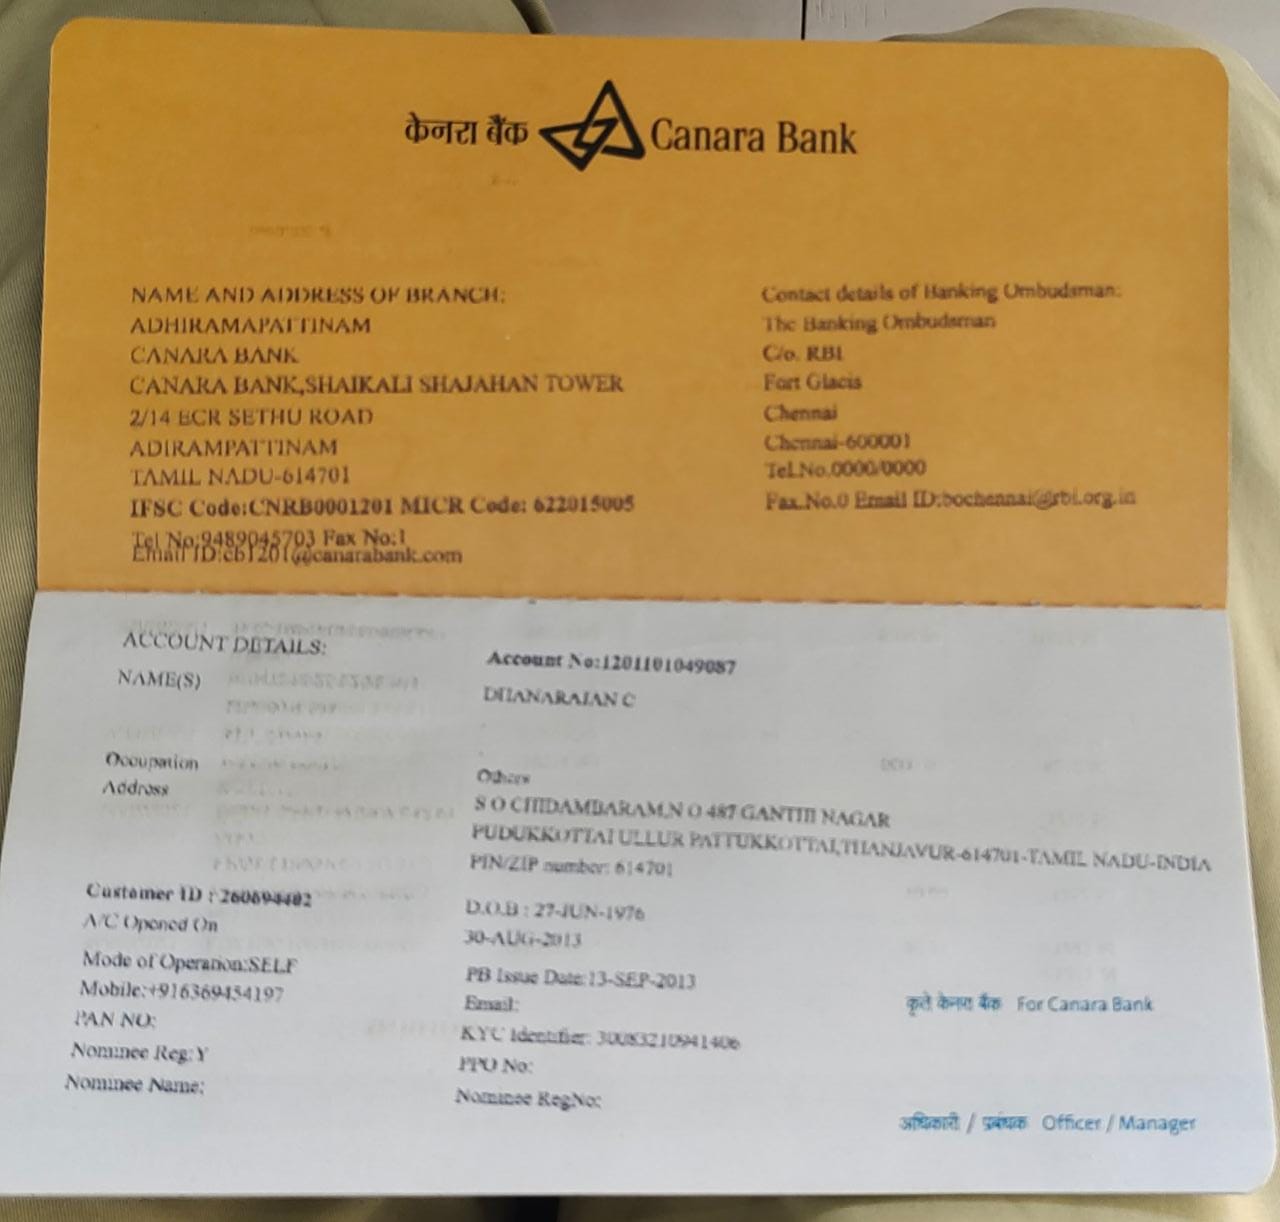 केनरा बैंक Canara Bank
NAME AND ADDRESS OF BRANCH:
ADHIRAMAPATTINAM
CANARA BANK
CANARA BANK,SHAIKALI SHAJAHAN TOWER
2/14 ECR SETHU ROAD
ADIRAMPATTINAM
TAMIL NADU-614701
IFSC Code:CNRB0001201 MICR Code: 622015005
Tel No:9489045703 Fax No:1
Email ID:cb1201@canarabank.com
Contact details of Banking Ombudsman:
The Banking Ombudsman
C/o. RBI
Fort Glacis
Chennai
Chennai-600001
Tel.No.0000/0000
Fax.No.0 Email ID:bochennai@rbi.org.in
ACCOUNT DETAILS:
Account No:1201101049087
NAME(S) DHANARAJAN C
Occupation Others
Address S O CHIDAMBARAM,N O 487 GANTHI NAGAR
PUDUKKOTTAI ULLUR PATTUKKOTTAI,THANJAVUR-614701-TAMIL NADU-INDIA
PIN/ZIP number: 614701
Customer ID : 260694402 D.O.B : 27-JUN-1976
A/C Opened On 30-AUG-2013
Mode of Operation:SELF PB Issue Date:13-SEP-2013
Mobile:+916369454197 Email:
PAN NO: KYC Identifier: 30083210941406
Nominee Reg:Y PPO No:
Nominee Name: Nominee RegNo:
कृते केनरा बैंक For Canara Bank
अधिकारी / प्रबंधक Officer / Manager